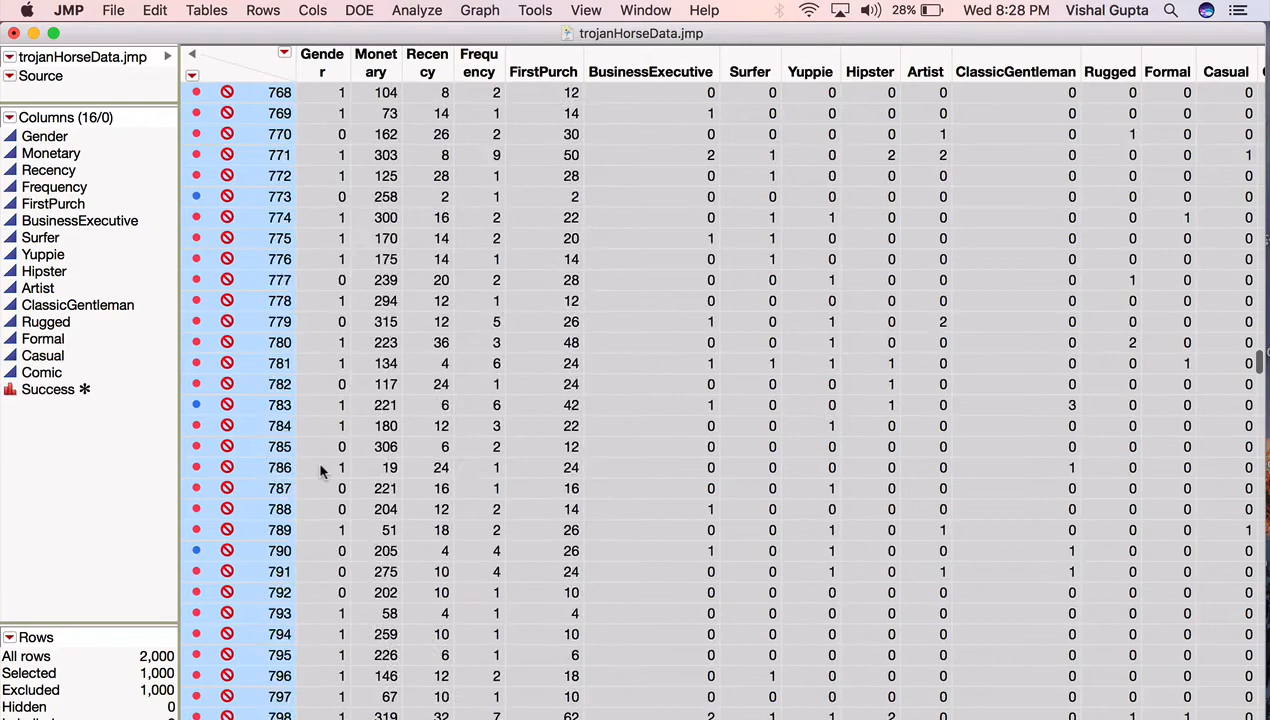 JMP File Edit Tables Rows Cols DOE Analyze Graph Tools View Window Help 28% Wed 8:28 PM Vishal Gupta
trojanHorseData.jmp
trojanHorseData.jmp
Source
Columns (16/0)
Gender
Monetary
Recency
Frequency
FirstPurch
BusinessExecutive
Surfer
Yuppie
Hipster
Artist
ClassicGentleman
Rugged
Formal
Casual
Comic
Success *
Rows
All rows 2,000
Selected 1,000
Excluded 1,000
Hidden 0
Gende Monet Recen Frequ
r ary cy ency FirstPurch BusinessExecutive Surfer Yuppie Hipster Artist ClassicGentleman Rugged Formal Casual
768 1 104 8 2 12 0 0 0 0 0 0 0 0 0
769 1 73 14 1 14 1 0 0 0 0 0 0 0 0
770 0 162 26 2 30 0 0 0 0 1 0 1 0 0
771 1 303 8 9 50 2 1 0 2 2 0 0 0 1
772 1 125 28 1 28 0 1 0 0 0 0 0 0 0
773 0 258 2 1 2 0 0 0 0 0 0 0 0 0
774 1 300 16 2 22 0 1 1 0 0 0 0 1 0
775 1 170 14 2 20 1 1 0 0 0 0 0 0 0
776 1 175 14 1 14 0 1 0 0 0 0 0 0 0
777 0 239 20 2 28 0 0 1 0 0 0 1 0 0
778 1 294 12 1 12 0 0 0 0 0 0 0 0 0
779 0 315 12 5 26 1 0 1 0 2 0 0 0 0
780 1 223 36 3 48 0 0 1 0 0 0 2 0 0
781 1 134 4 6 24 1 1 1 1 0 0 0 1 0
782 0 117 24 1 24 0 0 0 1 0 0 0 0 0
783 1 221 6 6 42 1 0 0 1 0 3 0 0 0
784 1 180 12 3 22 0 0 1 0 0 0 0 0 0
785 0 306 6 2 12 0 0 0 0 0 0 0 0 0
786 1 19 24 1 24 0 0 0 0 0 1 0 0 0
787 0 221 16 1 16 0 0 1 0 0 0 0 0 0
788 0 204 12 2 14 1 0 0 0 0 0 0 0 0
789 1 51 18 2 26 0 0 1 0 1 0 0 0 1
790 0 205 4 4 26 1 0 1 0 0 1 0 0 0
791 0 275 10 4 24 0 0 1 0 1 1 0 0 0
792 0 202 10 1 10 0 0 0 0 0 0 0 0 0
793 1 58 4 1 4 0 0 0 0 0 0 0 0 0
794 1 259 10 1 10 0 0 0 0 0 0 0 0 0
795 1 226 6 1 6 0 0 0 0 0 0 0 0 0
796 1 146 12 2 18 0 1 0 0 0 0 0 0 0
797 1 67 10 1 10 0 0 0 0 0 0 0 0 0
798 1 319 32 7 62 2 1 1 2 0 0 1 1 0